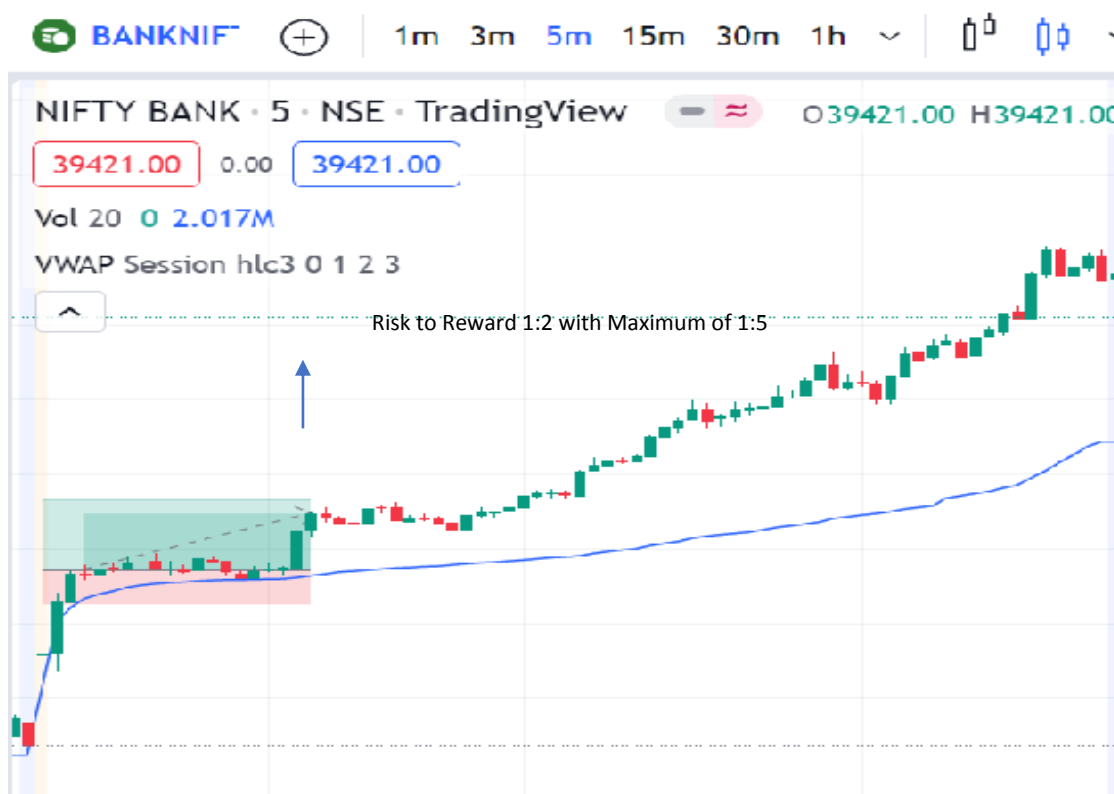 BANKNIF
1m 3m 5m 15m 30m 1h
NIFTY BANK · 5 · NSE · TradingView
O39421.00 H39421.00
39421.00 0.00 39421.00
Vol 20 0 2.017M
VWAP Session hlc3 0 1 2 3
Risk to Reward 1:2 with Maximum of 1:5